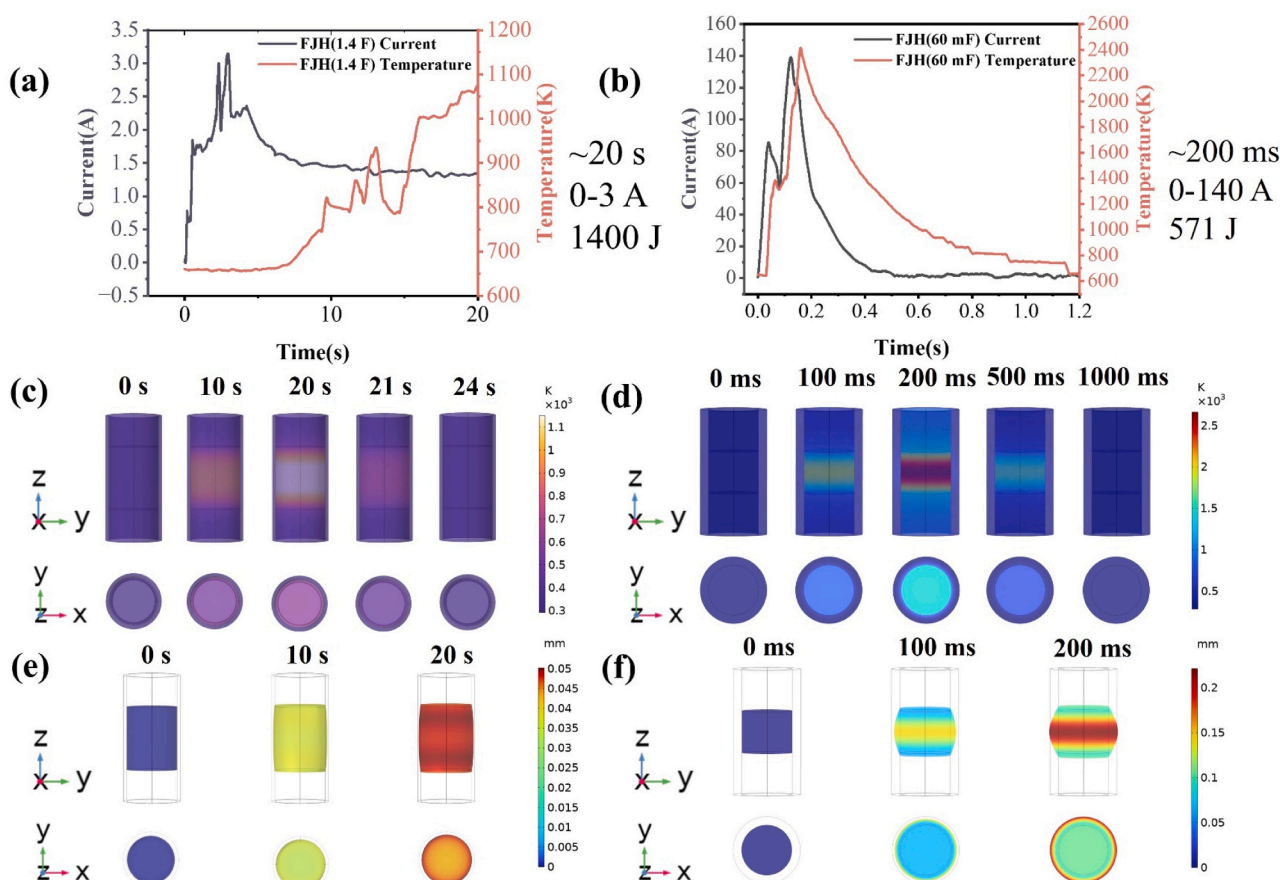 (a)
FJH(1.4 F) Current
FJH(1.4 F) Temperature
Current(A)
3.5
3.0
2.5
2.0
1.5
1.0
0.5
0.0
−0.5
0
5
10
15
20
Time(s)
1200
1100
1000
900
800
700
600
Temperature(K)
~20 s
0-3 A
1400 J
(b)
FJH(60 mF) Current
FJH(60 mF) Temperature
Current(A)
160
140
120
100
80
60
40
20
0
0.0
0.2
0.4
0.6
0.8
1.0
1.2
Time(s)
2600
2400
2200
2000
1800
1600
1400
1200
1000
800
600
Temperature(K)
~200 ms
0-140 A
571 J
(c)
0 s
10 s
20 s
21 s
24 s
K
×10³
1.1
1
0.9
0.8
0.7
0.6
0.5
0.4
0.3
z
x
y
y
z
x
(d)
0 ms
100 ms
200 ms
500 ms
1000 ms
K
×10³
2.5
2
1.5
1
0.5
z
x
y
y
z
x
(e)
0 s
10 s
20 s
mm
0.05
0.045
0.04
0.035
0.03
0.025
0.02
0.015
0.01
0.005
0
z
x
y
y
z
x
(f)
0 ms
100 ms
200 ms
mm
0.2
0.15
0.1
0.05
0
z
x
y
y
z
x